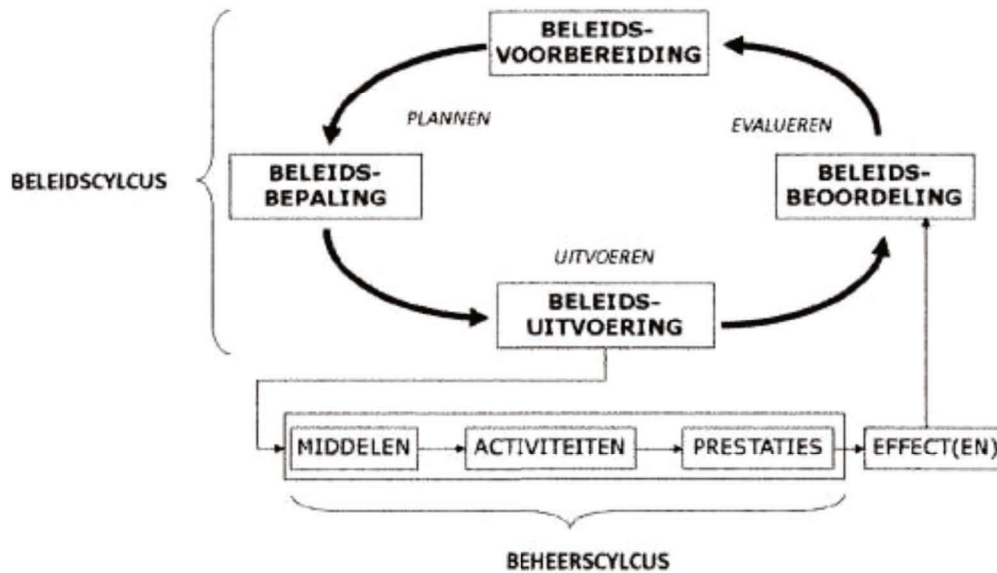 BELEIDS-
VOORBEREIDING
PLANNEN
EVALUEREN
BELEIDSCYLCUS
BELEIDS-
BEPALING
BELEIDS-
BEOORDELING
UITVOEREN
BELEIDS-
UITVOERING
MIDDELEN
ACTIVITEITEN
PRESTATIES
EFFECT(EN)
BEHEERSCYLCUS